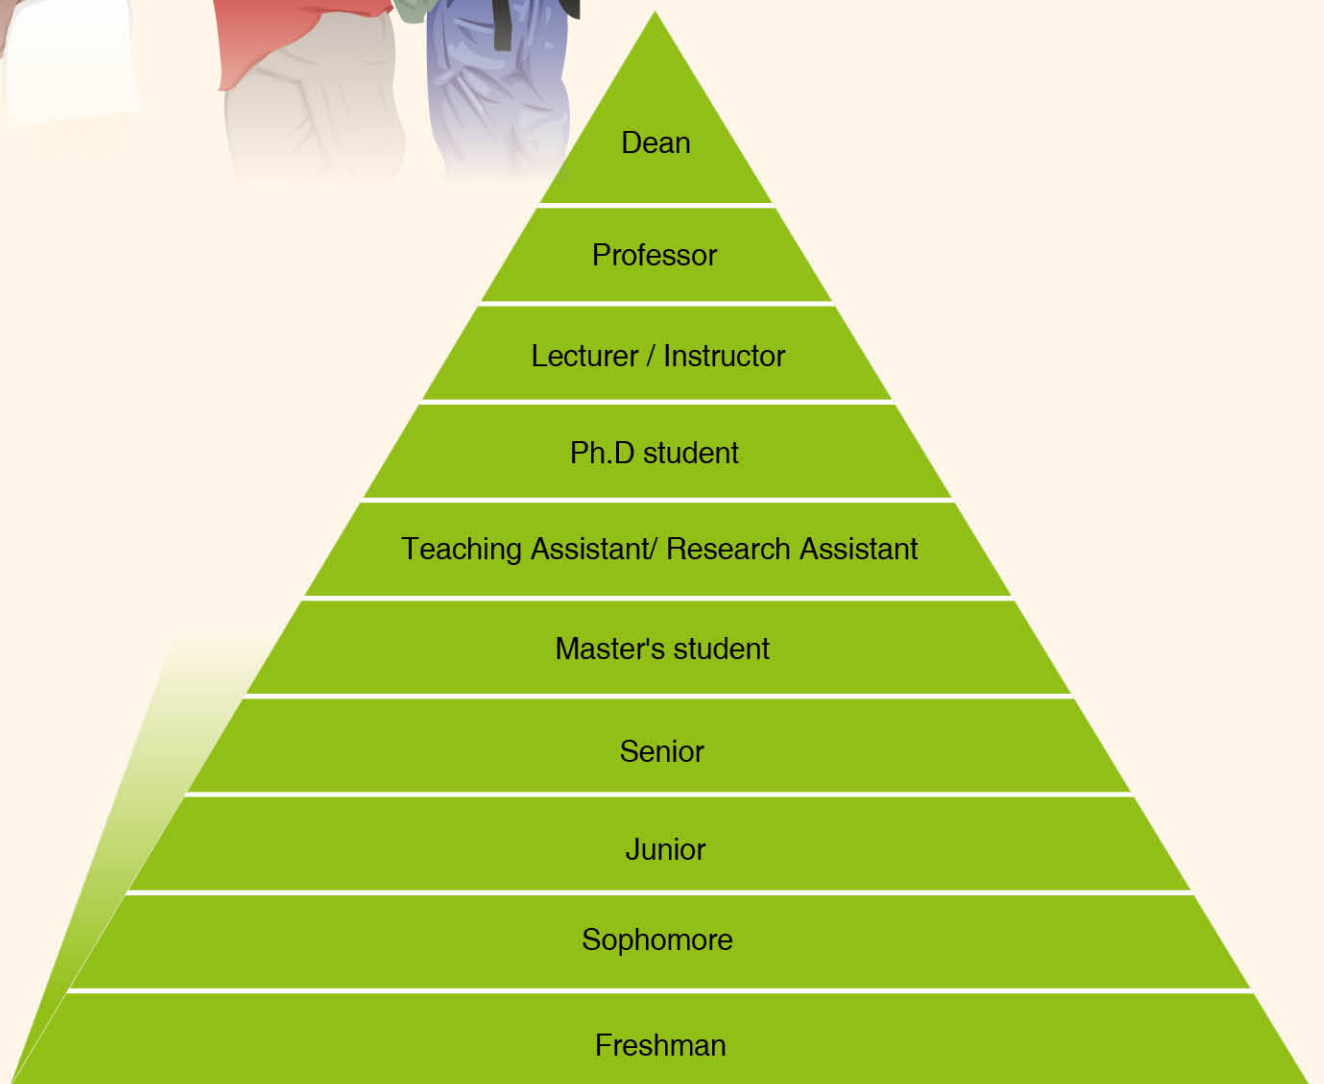 Dean
Professor
Lecturer / Instructor
Ph.D student
Teaching Assistant/ Research Assistant
Master's student
Senior
Junior
Sophomore
Freshman